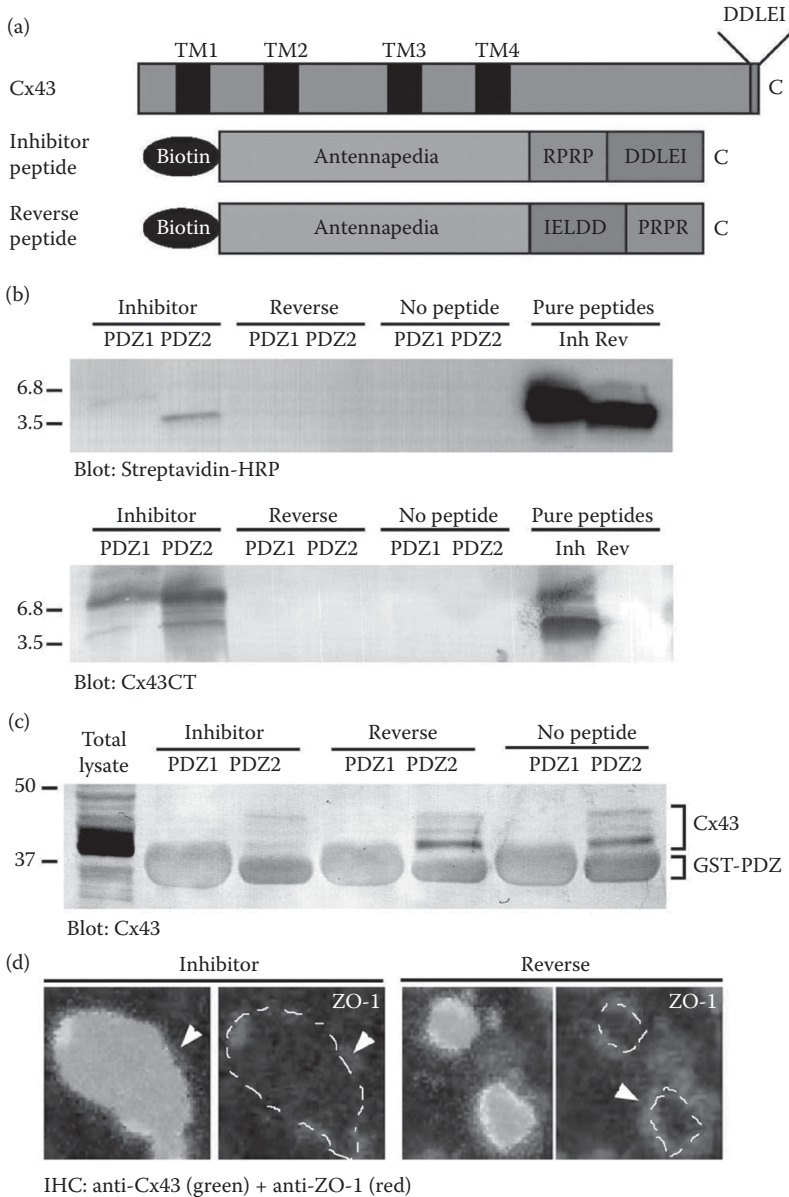 (a)
DDLEI
TM1 TM2 TM3 TM4
Cx43
C
Inhibitor
peptide
Biotin Antennapedia RPRP DDLEI C
Reverse
peptide
Biotin Antennapedia IELDD PRPR C
(b)
Inhibitor Reverse No peptide Pure peptides
PDZ1 PDZ2 PDZ1 PDZ2 PDZ1 PDZ2 Inh Rev
6.8
3.5
Blot: Streptavidin-HRP
Inhibitor Reverse No peptide Pure peptides
PDZ1 PDZ2 PDZ1 PDZ2 PDZ1 PDZ2 Inh Rev
6.8
3.5
Blot: Cx43CT
(c)
Total
lysate
Inhibitor Reverse No peptide
PDZ1 PDZ2 PDZ1 PDZ2 PDZ1 PDZ2
50
37
Cx43
GST-PDZ
Blot: Cx43
(d)
Inhibitor Reverse
ZO-1 ZO-1
IHC: anti-Cx43 (green) + anti-ZO-1 (red)